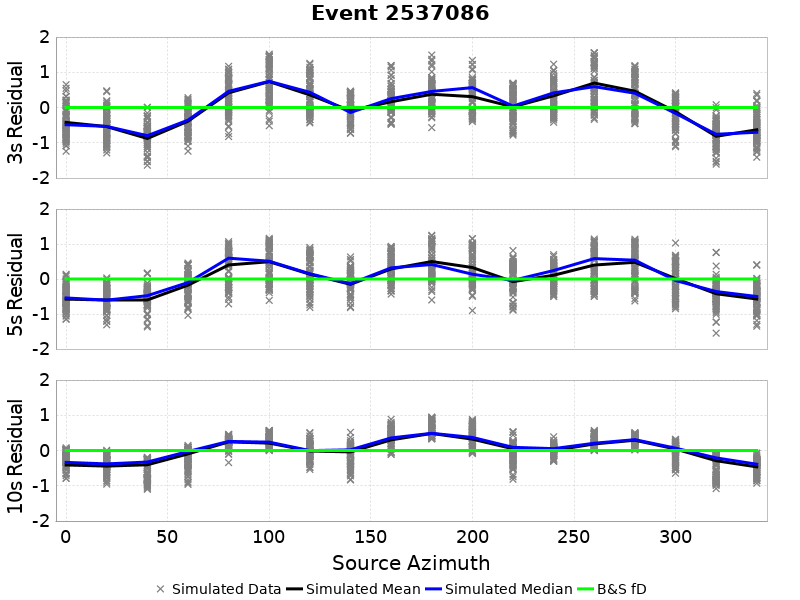 Event 2537086
2
1
0
-1
-2
3s Residual
2
1
0
-1
-2
5s Residual
2
1
0
-1
-2
10s Residual
0 50 100 150 200 250 300
Source Azimuth
Simulated Data Simulated Mean Simulated Median B&S fD